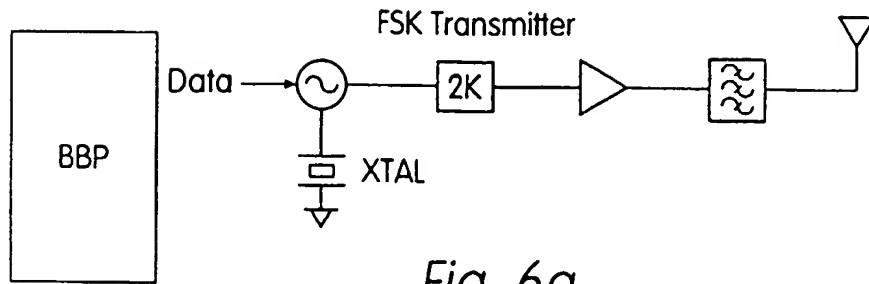 FSK Transmitter
BBP
Data
2K
XTAL
Fig. 6a